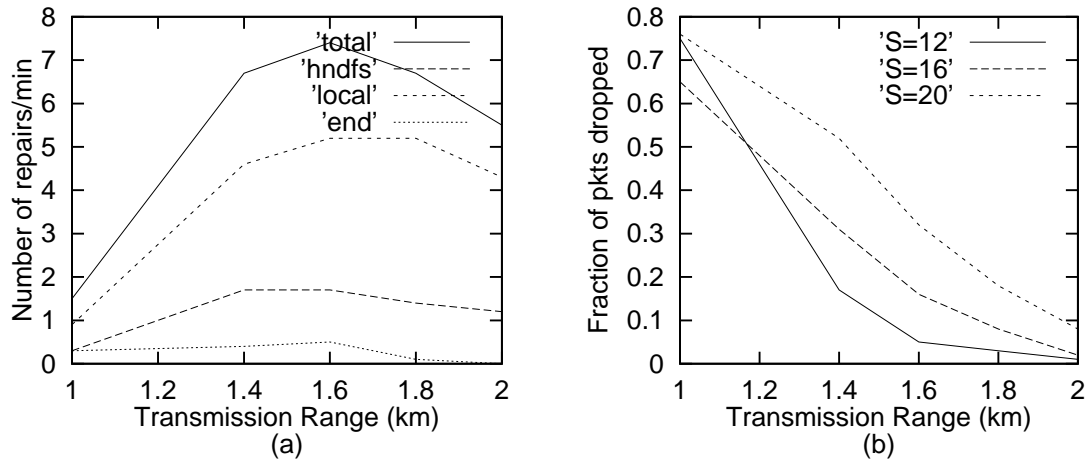 Number of repairs/min
8
7
6
5
4
3
2
1
0
'total'
'hndfs'
'local'
'end'
1 1.2 1.4 1.6 1.8 2
Transmission Range (km)
(a)
Fraction of pkts dropped
0.8
0.7
0.6
0.5
0.4
0.3
0.2
0.1
0
'S=12'
'S=16'
'S=20'
1 1.2 1.4 1.6 1.8 2
Transmission Range (km)
(b)